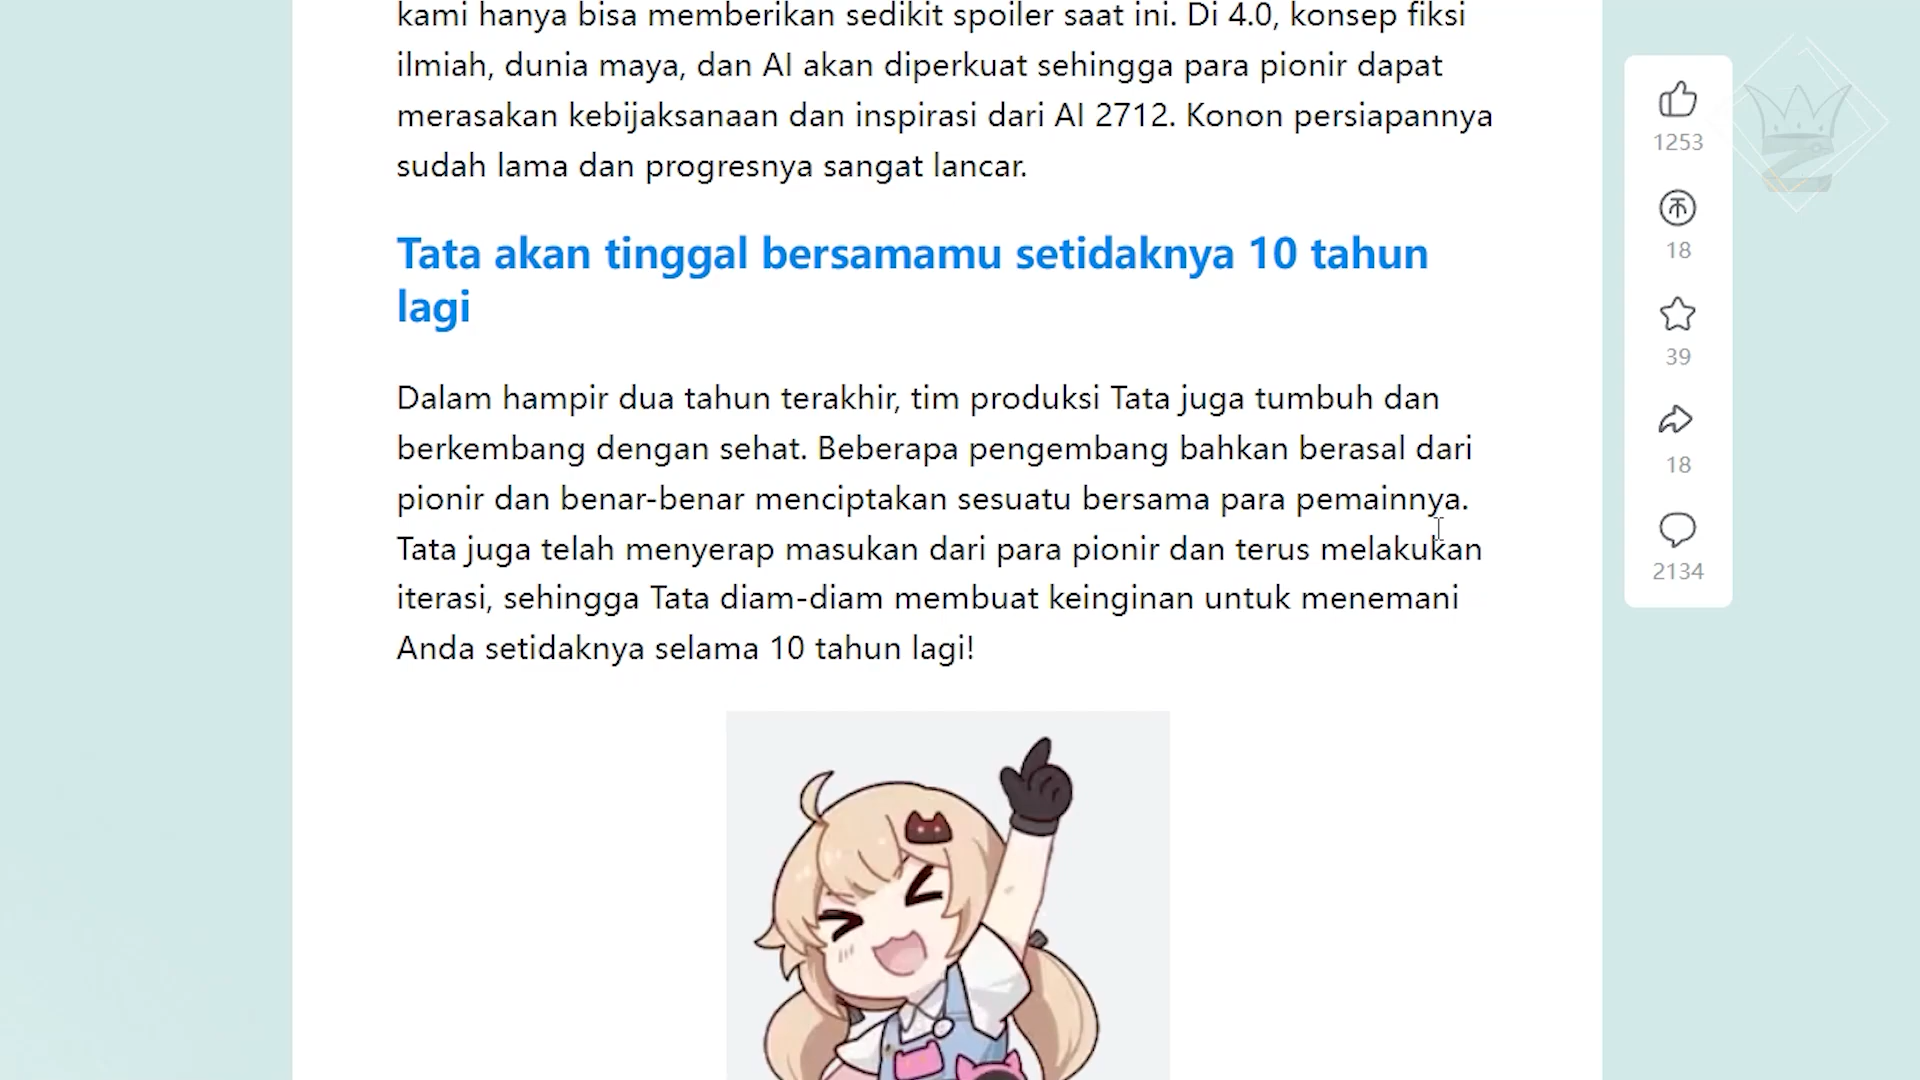 kami hanya bisa memberikan sedikit spoiler saat ini. Di 4.0, konsep fiksi
ilmiah, dunia maya, dan AI akan diperkuat sehingga para pionir dapat
merasakan kebijaksanaan dan inspirasi dari AI 2712. Konon persiapannya
sudah lama dan progresnya sangat lancar.
Tata akan tinggal bersamamu setidaknya 10 tahun
lagi
Dalam hampir dua tahun terakhir, tim produksi Tata juga tumbuh dan
berkembang dengan sehat. Beberapa pengembang bahkan berasal dari
pionir dan benar-benar menciptakan sesuatu bersama para pemainnya.
Tata juga telah menyerap masukan dari para pionir dan terus melakukan
iterasi, sehingga Tata diam-diam membuat keinginan untuk menemani
Anda setidaknya selama 10 tahun lagi!
1253
18
39
18
2134